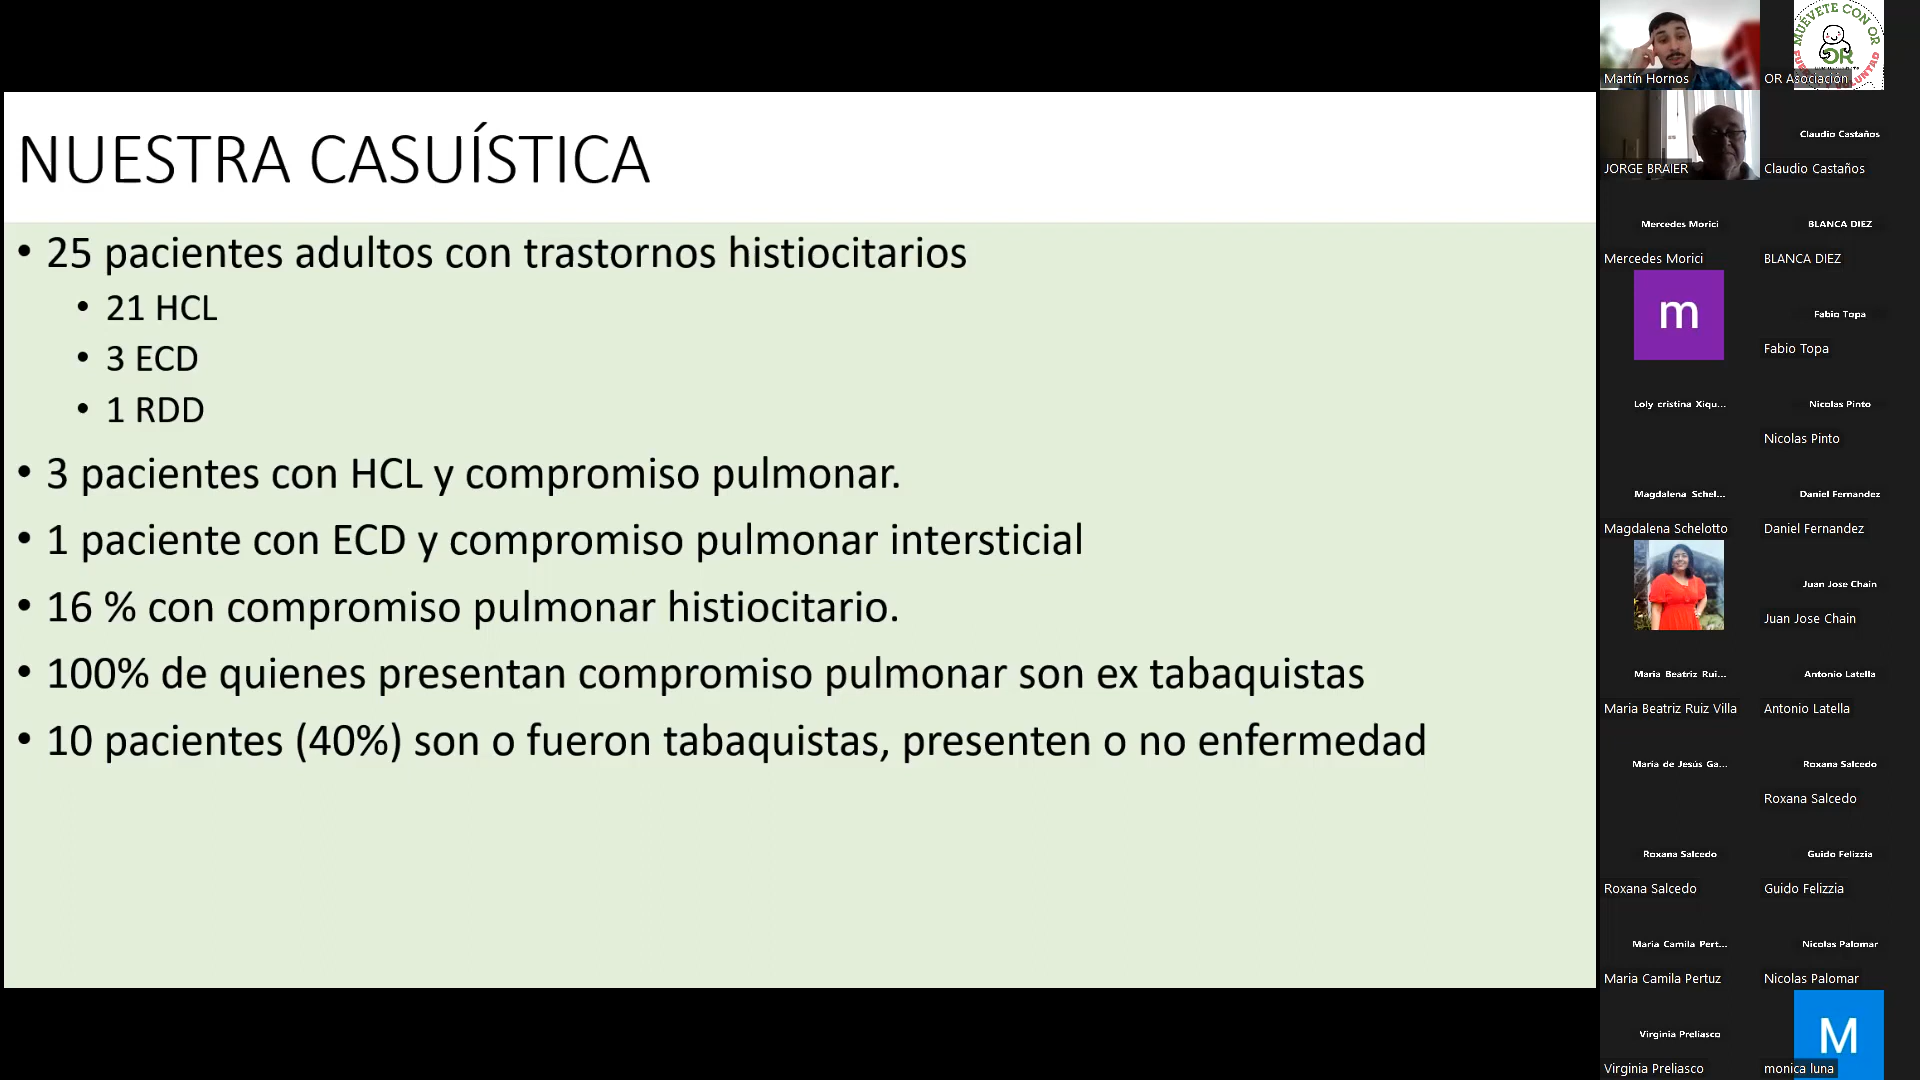 NUESTRA CASUÍSTICA
• 25 pacientes adultos con trastornos histiocitarios
• 21 HCL
• 3 ECD
• 1 RDD
• 3 pacientes con HCL y compromiso pulmonar.
• 1 paciente con ECD y compromiso pulmonar intersticial
• 16 % con compromiso pulmonar histiocitario.
• 100% de quienes presentan compromiso pulmonar son ex tabaquistas
• 10 pacientes (40%) son o fueron tabaquistas, presenten o no enfermedad
MUÉVETE CON OR
OR
Martín Hornos
OR Asociación
Claudio Castaños
JORGE BRAIER
Claudio Castaños
Mercedes Morici
BLANCA DIEZ
Mercedes Morici
BLANCA DIEZ
m
Fabio Topa
Fabio Topa
Loly cristina Xiqu...
Nicolas Pinto
Nicolas Pinto
Magdalena Schel...
Daniel Fernandez
Magdalena Schelotto
Daniel Fernandez
Juan Jose Chain
Juan Jose Chain
Maria Beatriz Rui...
Antonio Latella
Maria Beatriz Ruiz Villa
Antonio Latella
Maria de Jesús Ga...
Roxana Salcedo
Roxana Salcedo
Roxana Salcedo
Guido Felizzia
Roxana Salcedo
Guido Felizzia
Maria Camila Pert...
Nicolas Palomar
Maria Camila Pertuz
Nicolas Palomar
Virginia Preliasco
M
Virginia Preliasco
monica luna